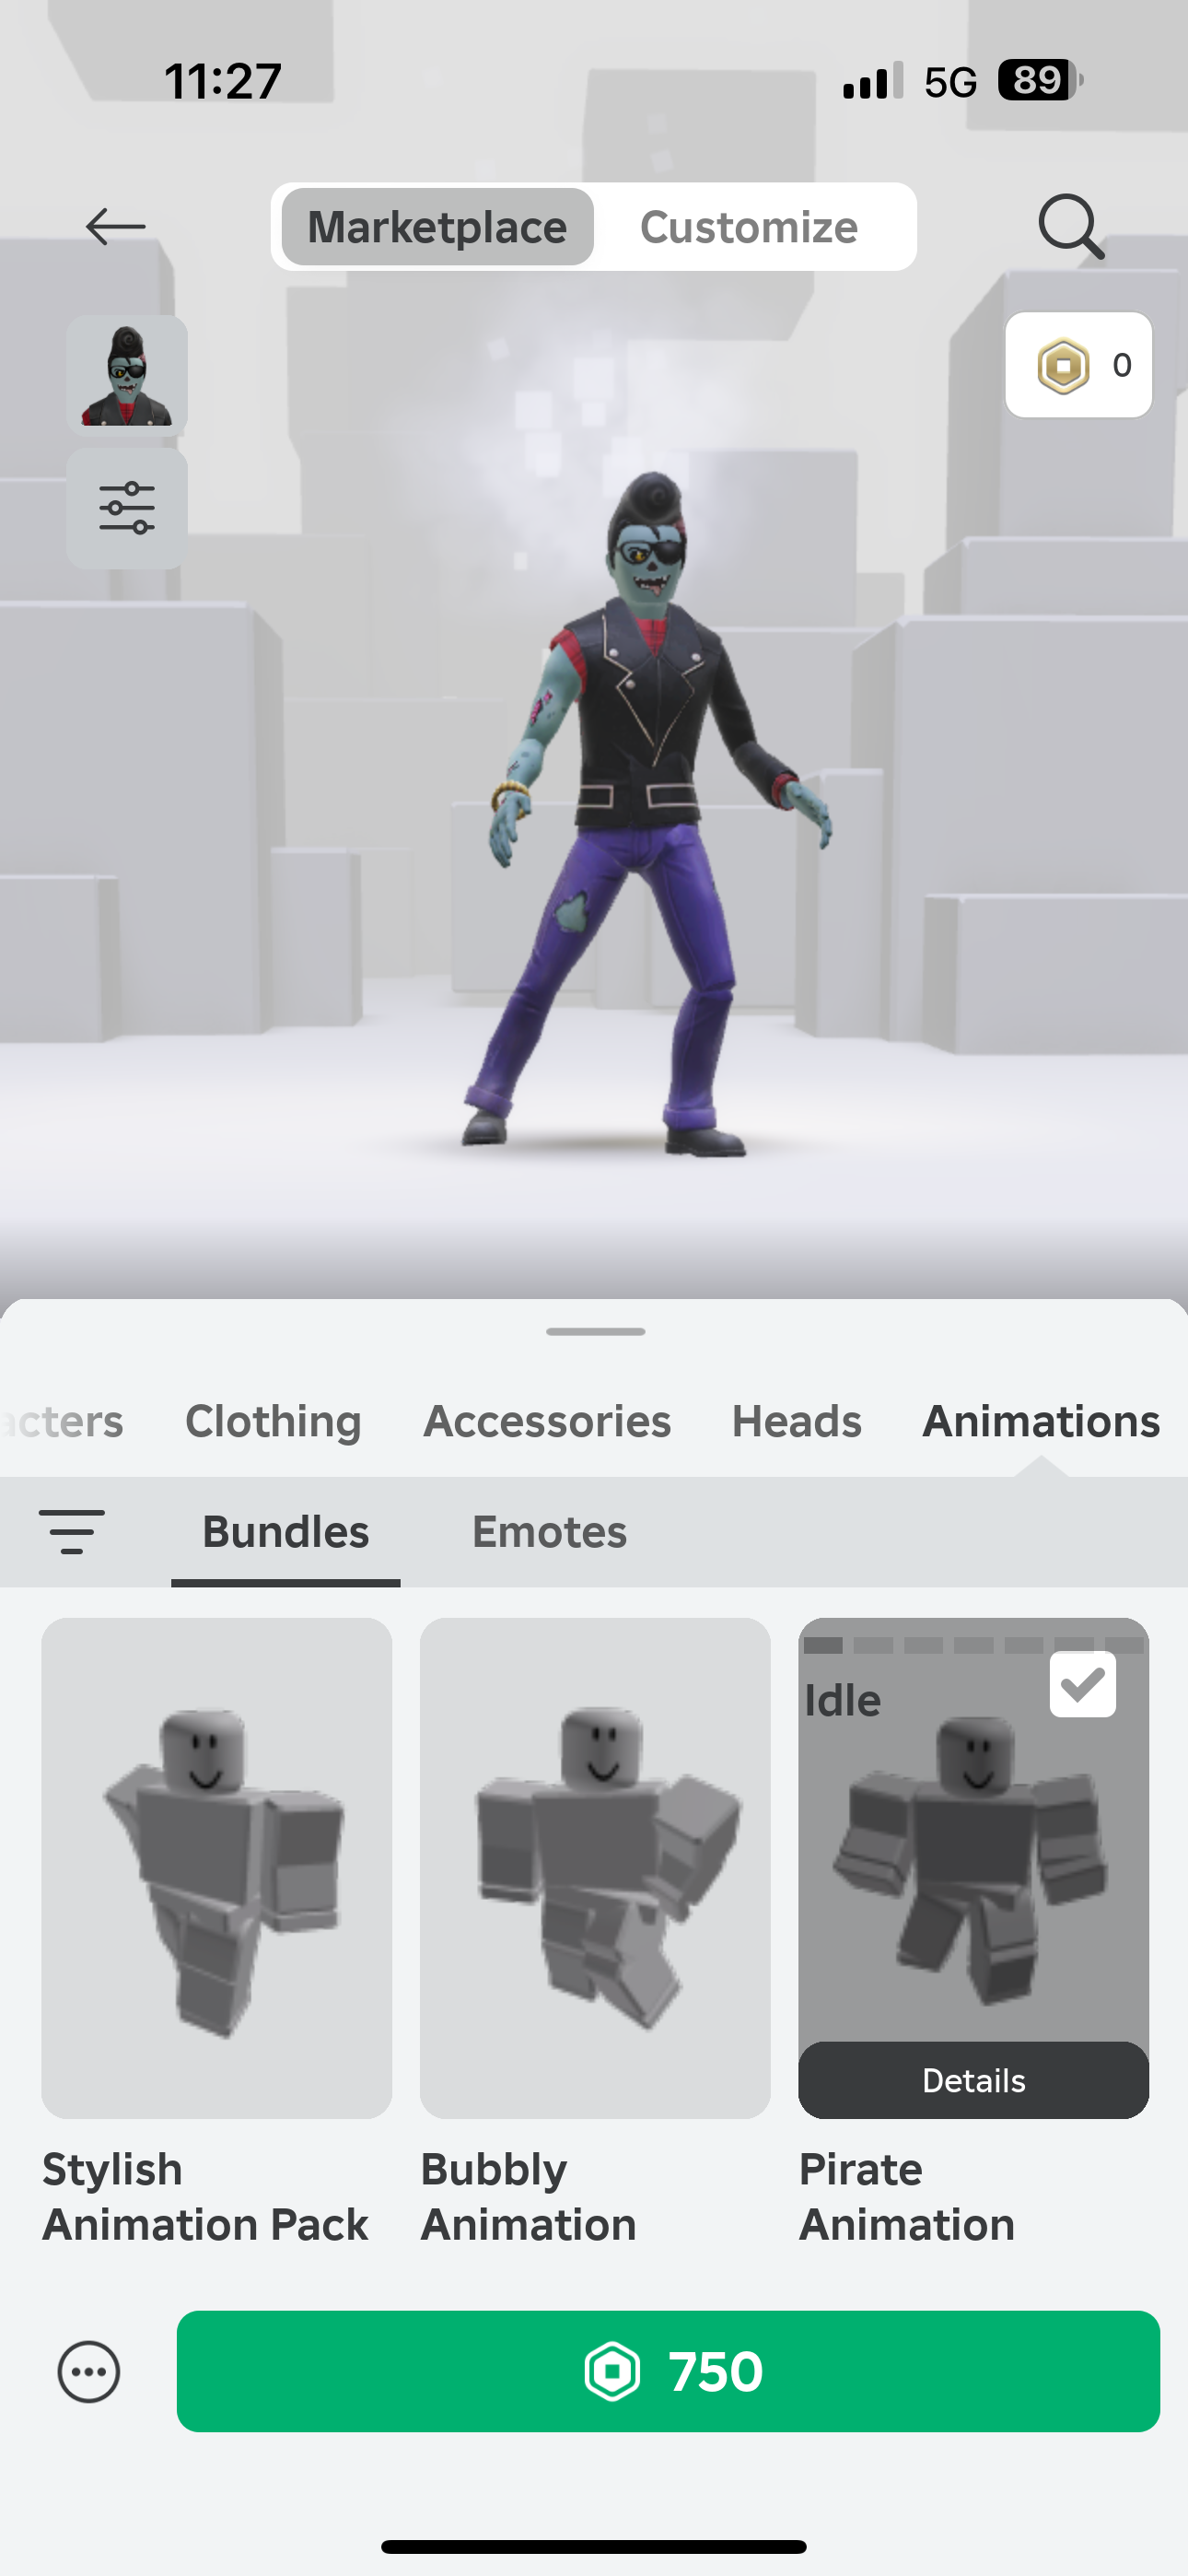 11:27 5G 89
Marketplace Customize
0
acters Clothing Accessories Heads Animations
Bundles Emotes
Idle
Details
Stylish
Animation Pack
Bubbly
Animation
Pirate
Animation
750